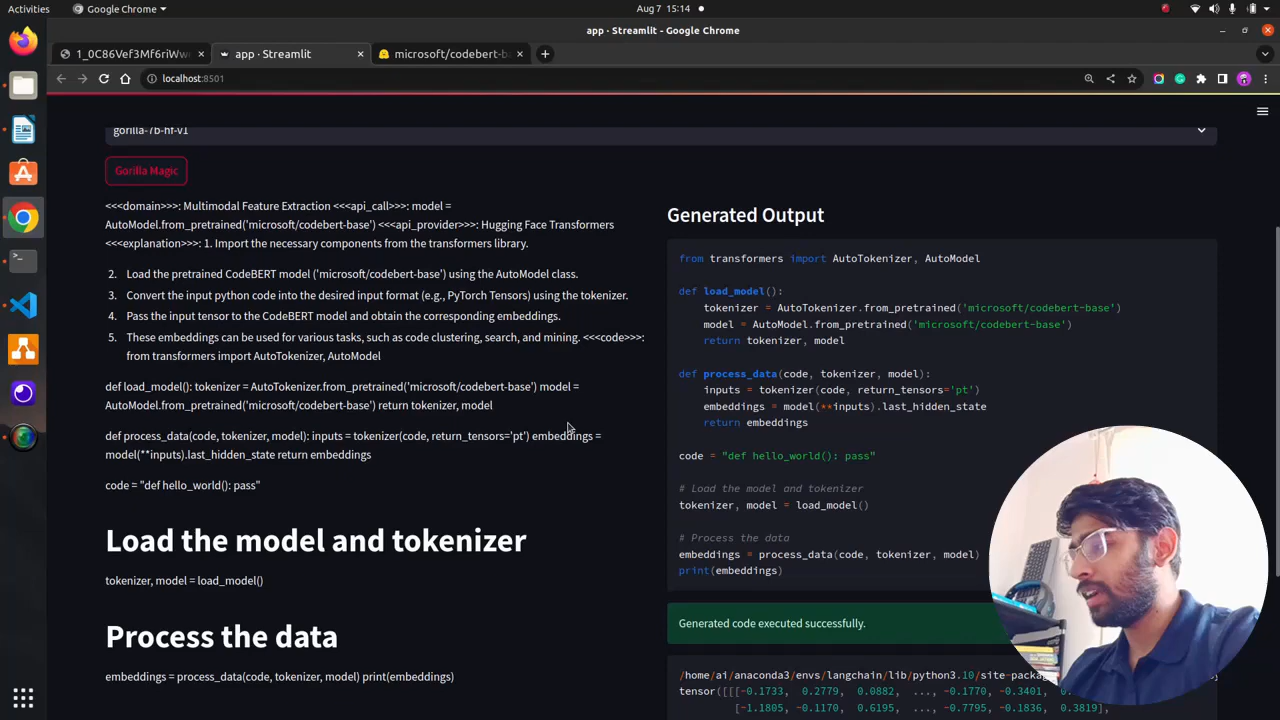 Activities
Google Chrome
Aug 7 15:14
app · Streamlit - Google Chrome
1_0C86Vef3Mf6riWw
app · Streamlit
microsoft/codebert-b
localhost:8501
gorilla-7b-hf-v1
Gorilla Magic
<<<domain>>>: Multimodal Feature Extraction <<<api_call>>>: model =
AutoModel.from_pretrained('microsoft/codebert-base') <<<api_provider>>>: Hugging Face Transformers
<<<explanation>>>: 1. Import the necessary components from the transformers library.
2. Load the pretrained CodeBERT model ('microsoft/codebert-base') using the AutoModel class.
3. Convert the input python code into the desired input format (e.g., PyTorch Tensors) using the tokenizer.
4. Pass the input tensor to the CodeBERT model and obtain the corresponding embeddings.
5. These embeddings can be used for various tasks, such as code clustering, search, and mining. <<<code>>>:
from transformers import AutoTokenizer, AutoModel
def load_model(): tokenizer = AutoTokenizer.from_pretrained('microsoft/codebert-base') model =
AutoModel.from_pretrained('microsoft/codebert-base') return tokenizer, model
def process_data(code, tokenizer, model): inputs = tokenizer(code, return_tensors='pt') embeddings =
model(**inputs).last_hidden_state return embeddings
code = "def hello_world(): pass"
Load the model and tokenizer
tokenizer, model = load_model()
Process the data
embeddings = process_data(code, tokenizer, model) print(embeddings)
Generated Output
from transformers import AutoTokenizer, AutoModel
def load_model():
tokenizer = AutoTokenizer.from_pretrained('microsoft/codebert-base')
model = AutoModel.from_pretrained('microsoft/codebert-base')
return tokenizer, model
def process_data(code, tokenizer, model):
inputs = tokenizer(code, return_tensors='pt')
embeddings = model(**inputs).last_hidden_state
return embeddings
code = "def hello_world(): pass"
# Load the model and tokenizer
tokenizer, model = load_model()
# Process the data
embeddings = process_data(code, tokenizer, model)
print(embeddings)
Generated code executed successfully.
/home/ai/anaconda3/envs/langchain/lib/python3.10/site-packa
tensor([[[-0.1733, 0.2779, 0.0882, ..., -0.1770, -0.3401, 0.
[-1.1805, -0.1170, 0.6195, ..., -0.7795, -0.1836, 0.3819],